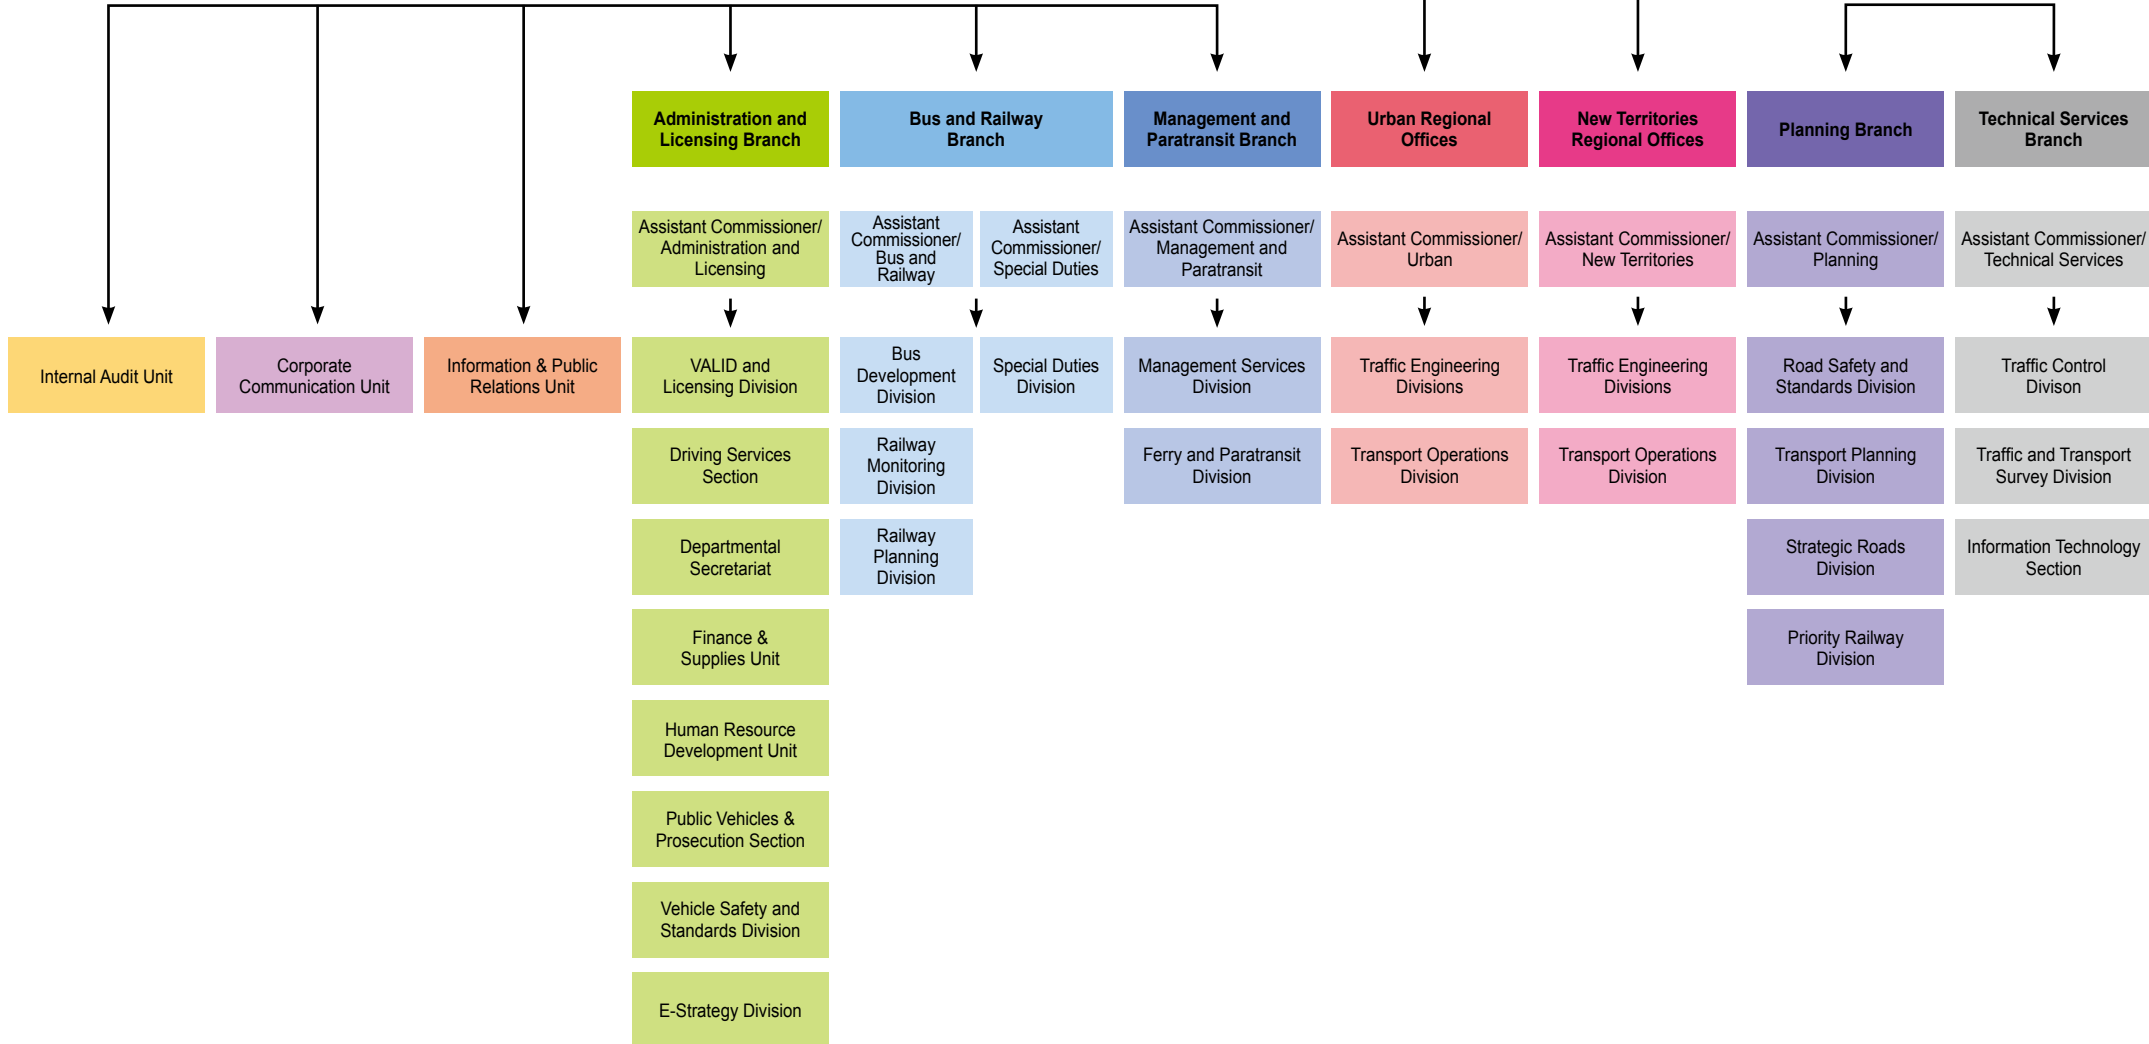 Administration and
Licensing Branch
Bus and Railway
Branch
Management and
Paratransit Branch
Urban Regional
Offices
New Territories
Regional Offices
Planning Branch
Technical Services
Branch
Assistant Commissioner/
Administration and
Licensing
Assistant
Commissioner/
Bus and
Railway
Assistant
Commissioner/
Special Duties
Assistant Commissioner/
Management and
Paratransit
Assistant Commissioner/
Urban
Assistant Commissioner/
New Territories
Assistant Commissioner/
Planning
Assistant Commissioner/
Technical Services
Internal Audit Unit
Corporate
Communication Unit
Information & Public
Relations Unit
VALID and
Licensing Division
Bus
Development
Division
Special Duties
Division
Management Services
Division
Traffic Engineering
Divisions
Traffic Engineering
Divisions
Road Safety and
Standards Division
Traffic Control
Divison
Driving Services
Section
Railway
Monitoring
Division
Ferry and Paratransit
Division
Transport Operations
Division
Transport Operations
Division
Transport Planning
Division
Traffic and Transport
Survey Division
Departmental
Secretariat
Railway
Planning
Division
Strategic Roads
Division
Information Technology
Section
Finance &
Supplies Unit
Priority Railway
Division
Human Resource
Development Unit
Public Vehicles &
Prosecution Section
Vehicle Safety and
Standards Division
E-Strategy Division